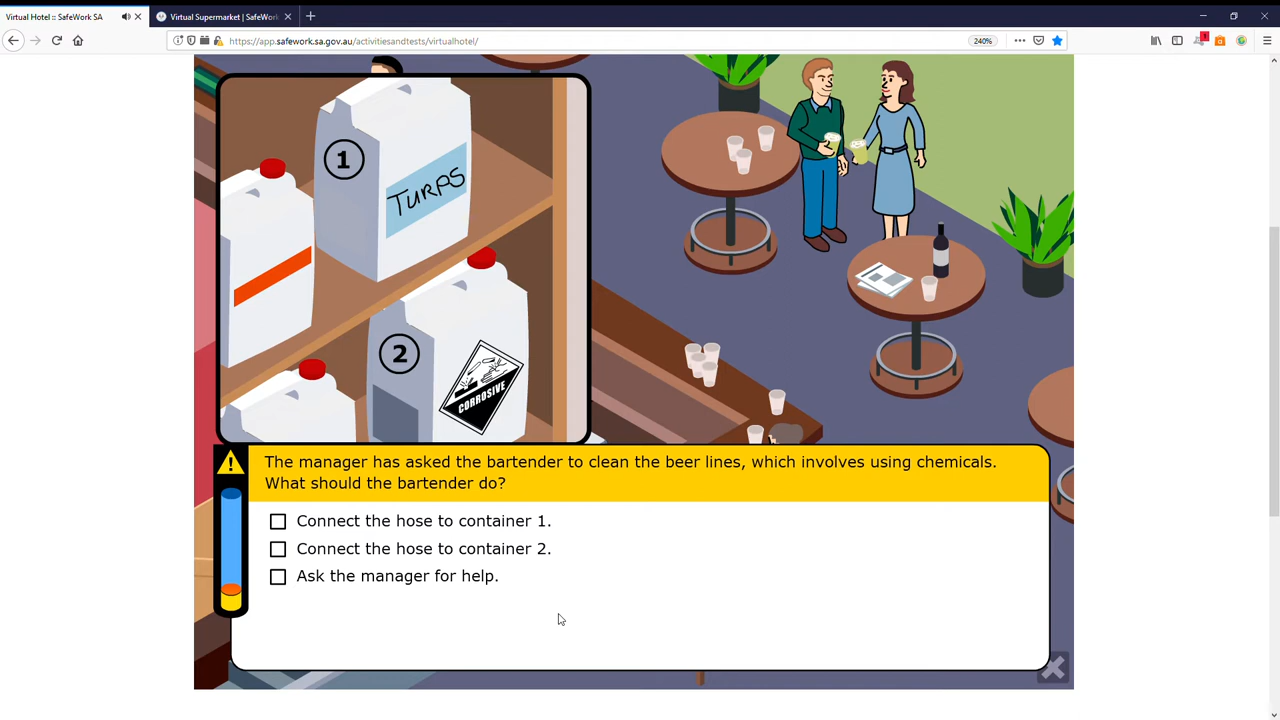 Virtual Hotel :: SafeWork SA
Virtual Supermarket | SafeWork
https://app.safework.sa.gov.au/activitiesandtests/virtualhotel/
240%
1
TURPS
2
CORROSIVE
The manager has asked the bartender to clean the beer lines, which involves using chemicals.
What should the bartender do?
Connect the hose to container 1.
Connect the hose to container 2.
Ask the manager for help.